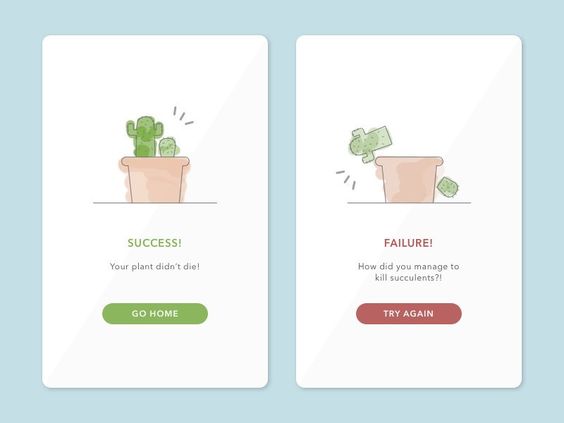 SUCCESS!
Your plant didn't die!
GO HOME
FAILURE!
How did you manage to
kill succulents?!
TRY AGAIN